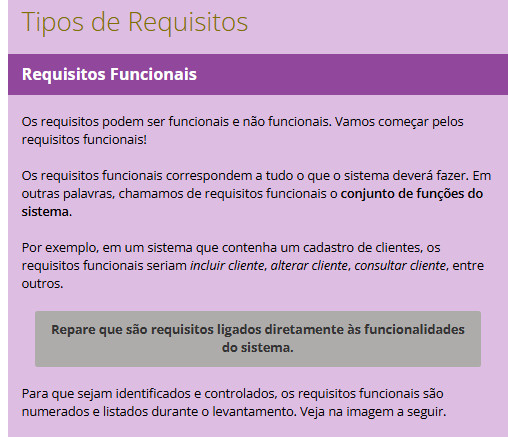 Tipos de Requisitos
Requisitos Funcionais
Os requisitos podem ser funcionais e não funcionais. Vamos começar pelos
requisitos funcionais!
Os requisitos funcionais correspondem a tudo o que o sistema deverá fazer. Em
outras palavras, chamamos de requisitos funcionais o conjunto de funções do
sistema.
Por exemplo, em um sistema que contenha um cadastro de clientes, os
requisitos funcionais seriam incluir cliente, alterar cliente, consultar cliente, entre
outros.
Repare que são requisitos ligados diretamente às funcionalidades
do sistema.
Para que sejam identificados e controlados, os requisitos funcionais são
numerados e listados durante o levantamento. Veja na imagem a seguir.